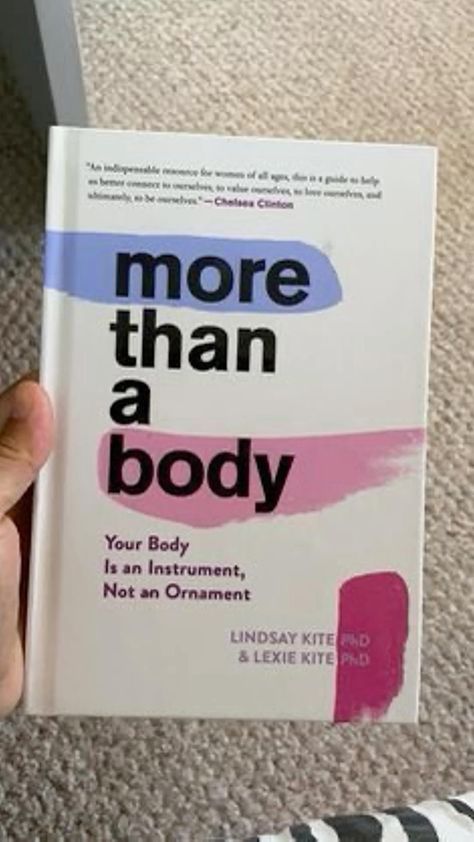 "An indispensable resource for women of all ages, this is a guide to help
us better connect to ourselves, to value ourselves, to love ourselves, and
ultimately, to be ourselves." —Chelsea Clinton
more
than
a
body
Your Body
Is an Instrument,
Not an Ornament
LINDSAY KITE PhD
& LEXIE KITE PhD